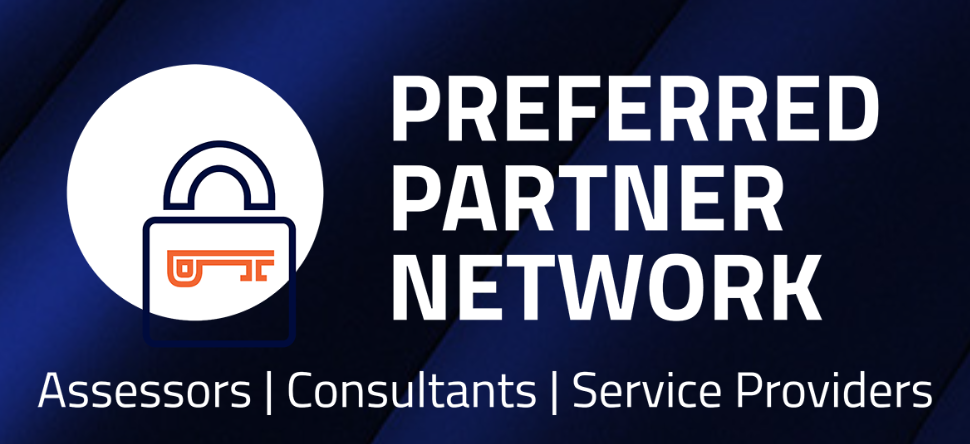 PREFERRED
PARTNER
NETWORK
Assessors | Consultants | Service Providers